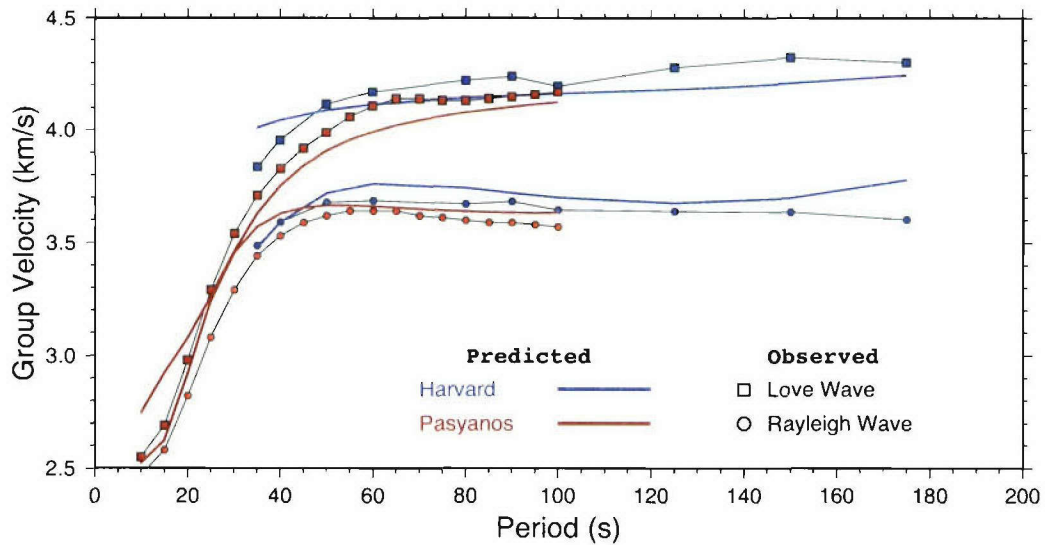 4.5
4.0
3.5
3.0
2.5
Group Velocity (km/s)
Predicted Observed
Harvard Love Wave
Pasyanos Rayleigh Wave
0 20 40 60 80 100 120 140 160 180 200
Period (s)